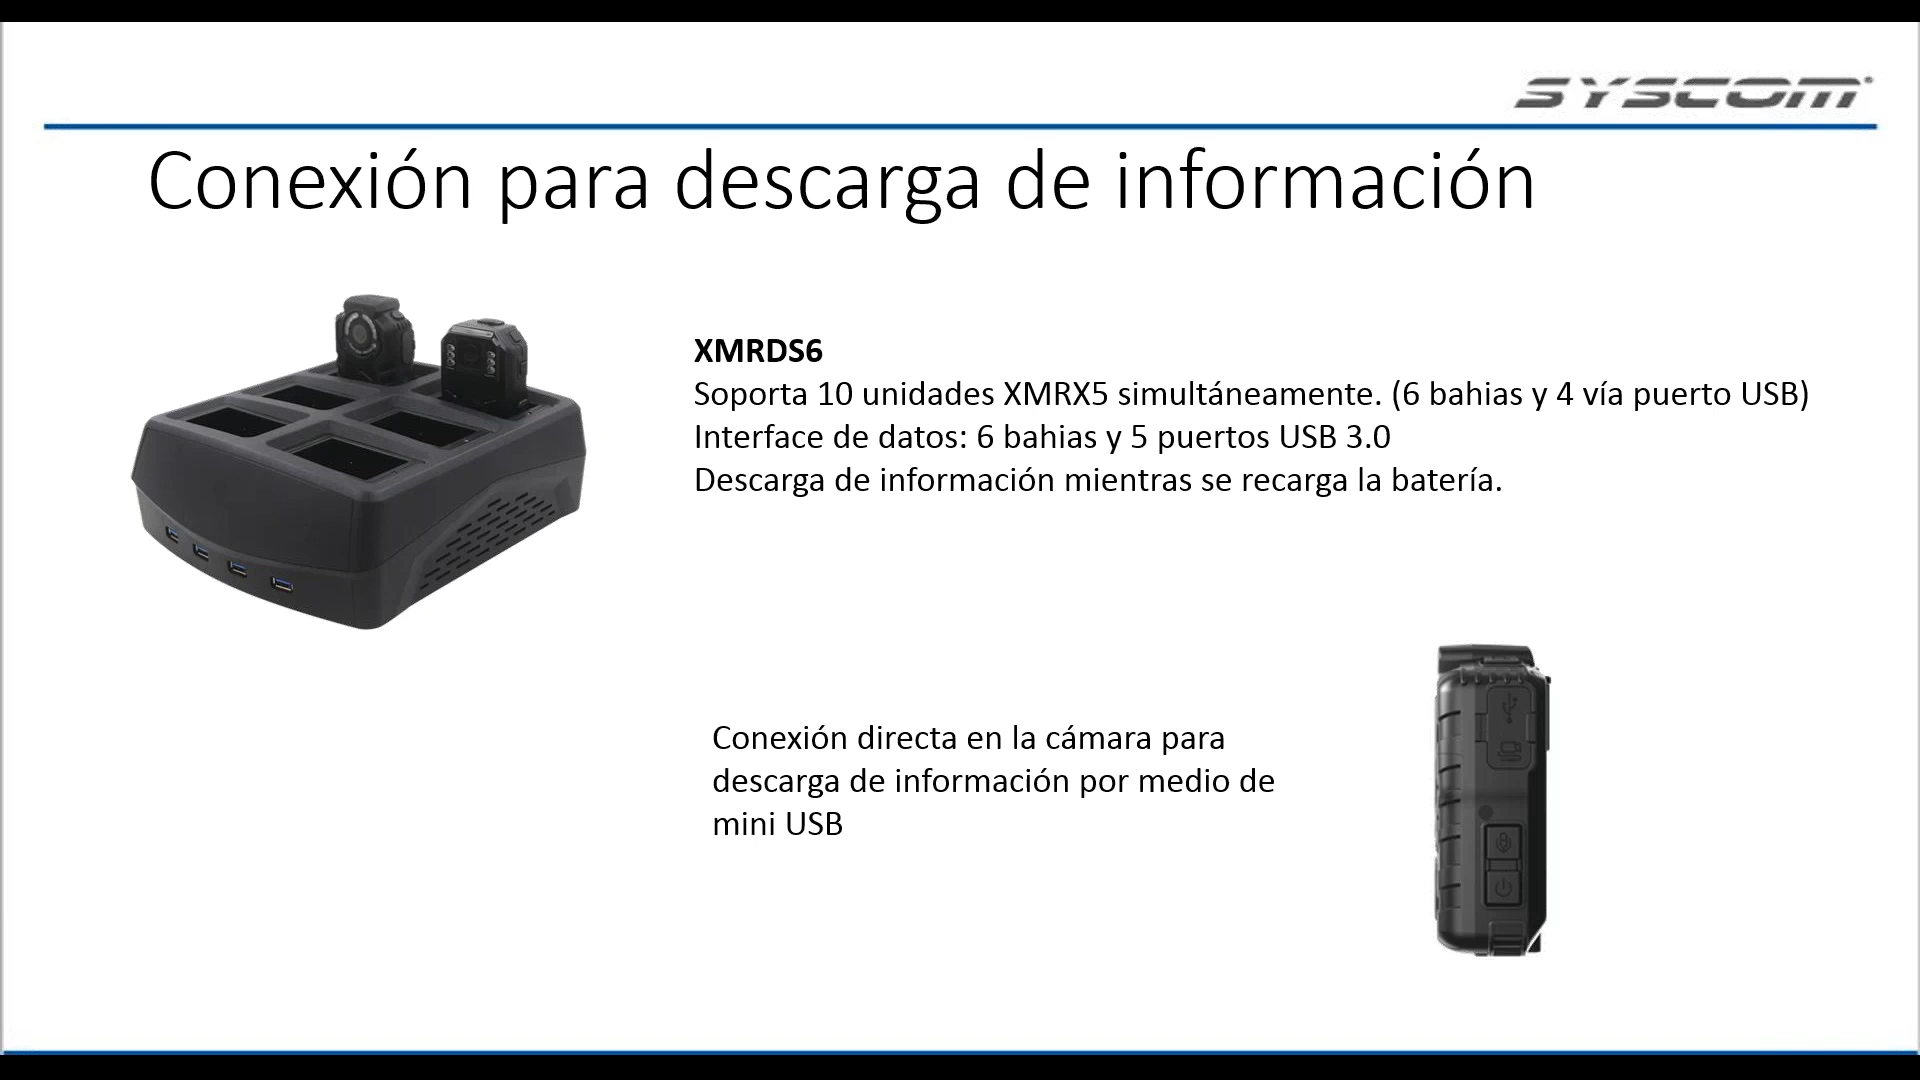 SYSCOM®
Conexión para descarga de información
XMRDS6
Soporta 10 unidades XMRX5 simultáneamente. (6 bahias y 4 vía puerto USB)
Interface de datos: 6 bahias y 5 puertos USB 3.0
Descarga de información mientras se recarga la batería.
Conexión directa en la cámara para
descarga de información por medio de
mini USB